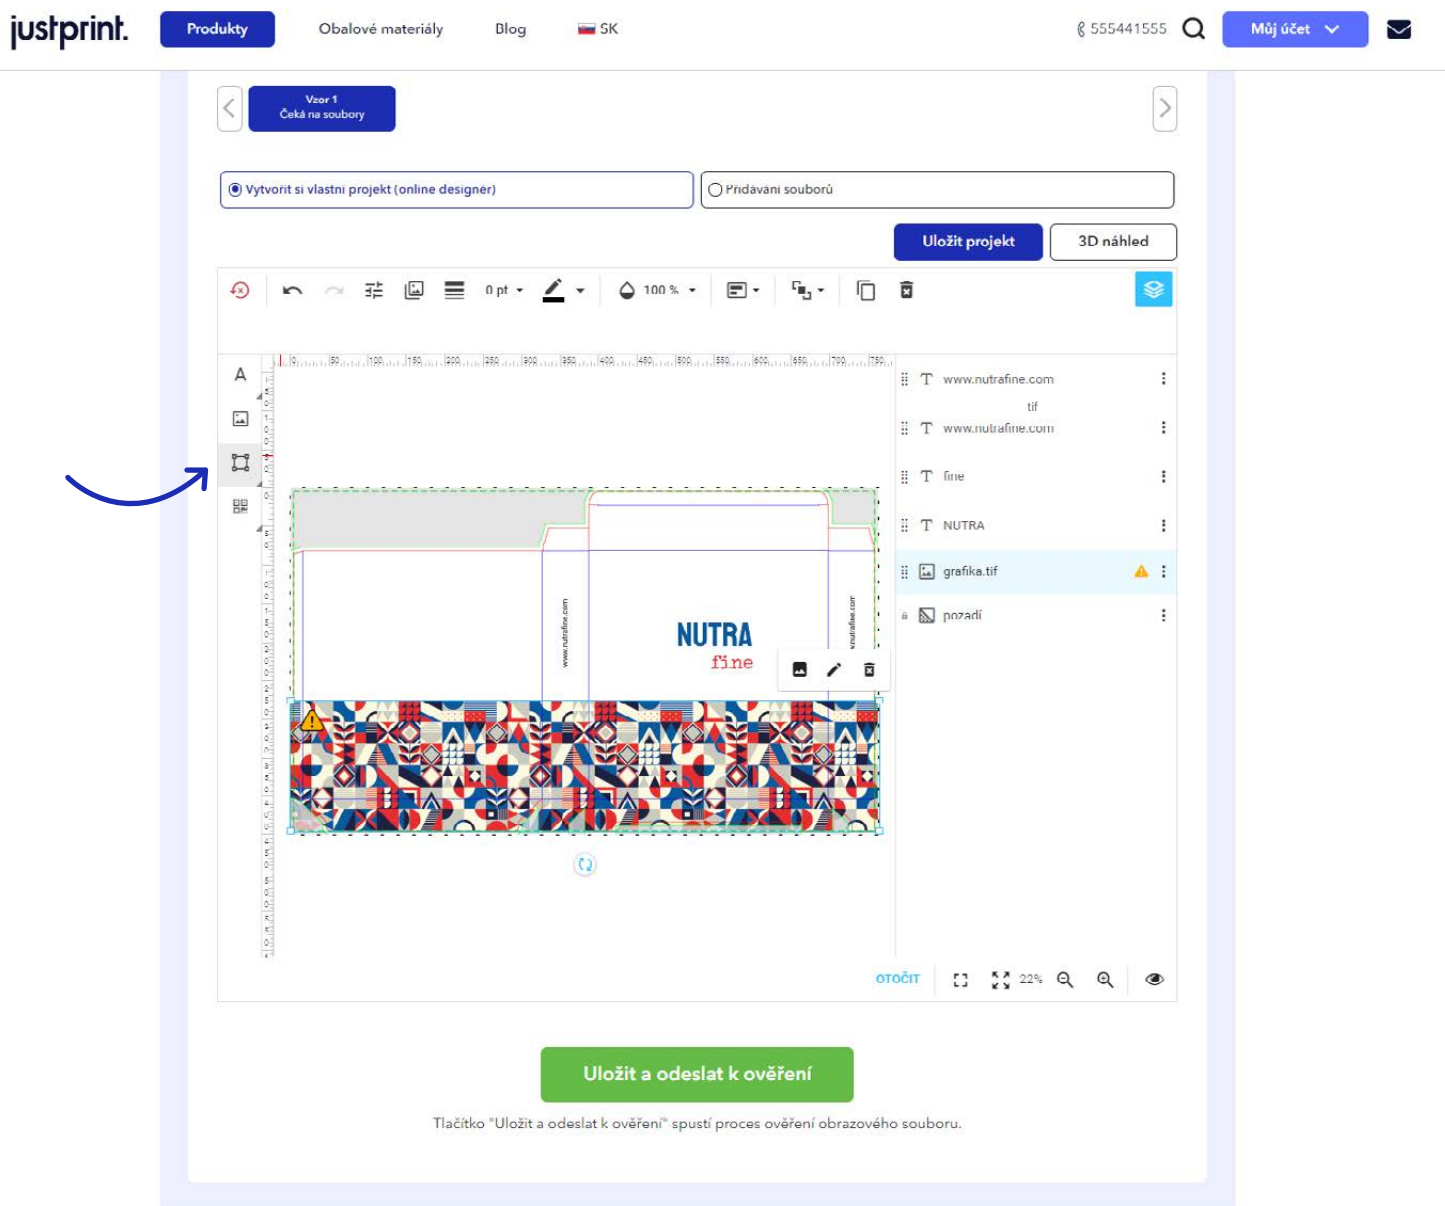 justprint.
Produkty
Obalové materiály
Blog
SK
555441555
Můj účet
Vzor 1
Čeká na soubory
Vytvořit si vlastní projekt (online designér)
Přidávání souborů
Uložit projekt
3D náhled
0 pt
100 %
A
www.nutrafine.com
tif
www.nutrafine.com
fine
NUTRA
grafika.tif
pozadí
www.nutrafine.com
NUTRA
fine
www.nutrafine.com
OTOČIT
22%
Uložit a odeslat k ověření
Tlačítko "Uložit a odeslat k ověření" spustí proces ověření obrazového souboru.